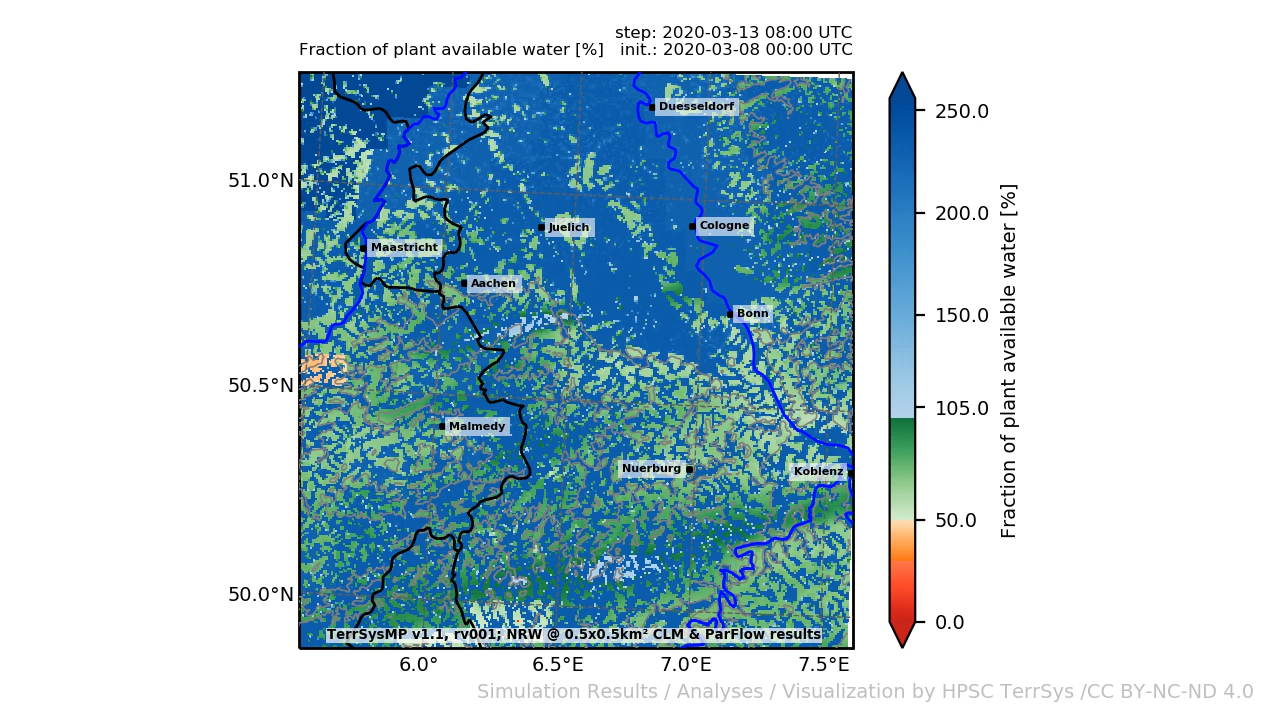 step: 2020-03-13 08:00 UTC
Fraction of plant available water [%] init.: 2020-03-08 00:00 UTC
Duesseldorf
51.0°N
Juelich
Cologne
Maastricht
Aachen
Bonn
50.5°N
Malmedy
Nuerburg
Koblenz
50.0°N
TerrSysMP v1.1, rv001; NRW @ 0.5x0.5km² CLM & ParFlow results
6.0° 6.5°E 7.0°E 7.5°E
250.0
200.0
150.0
105.0
50.0
0.0
Fraction of plant available water [%]
Simulation Results / Analyses / Visualization by HPSC TerrSys /CC BY-NC-ND 4.0